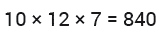 10 × 12 × 7 = 840